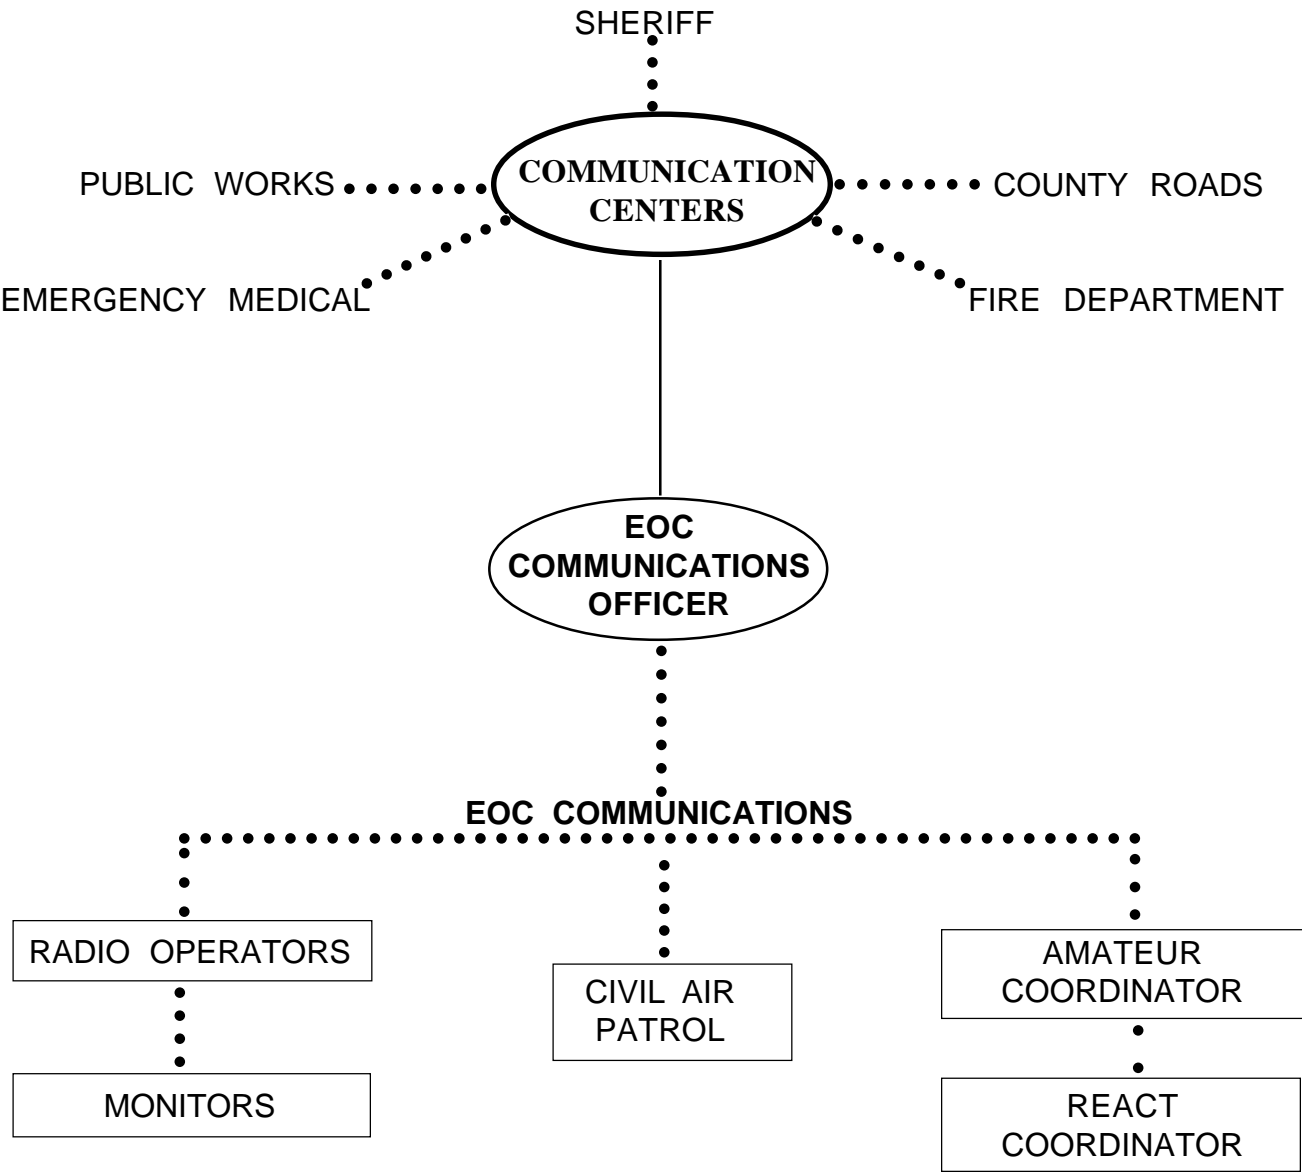 SHERIFF
COMMUNICATION
CENTERS
PUBLIC WORKS
COUNTY ROADS
EMERGENCY MEDICAL
FIRE DEPARTMENT
EOC
COMMUNICATIONS
OFFICER
EOC COMMUNICATIONS
RADIO OPERATORS
MONITORS
CIVIL AIR
PATROL
AMATEUR
COORDINATOR
REACT
COORDINATOR